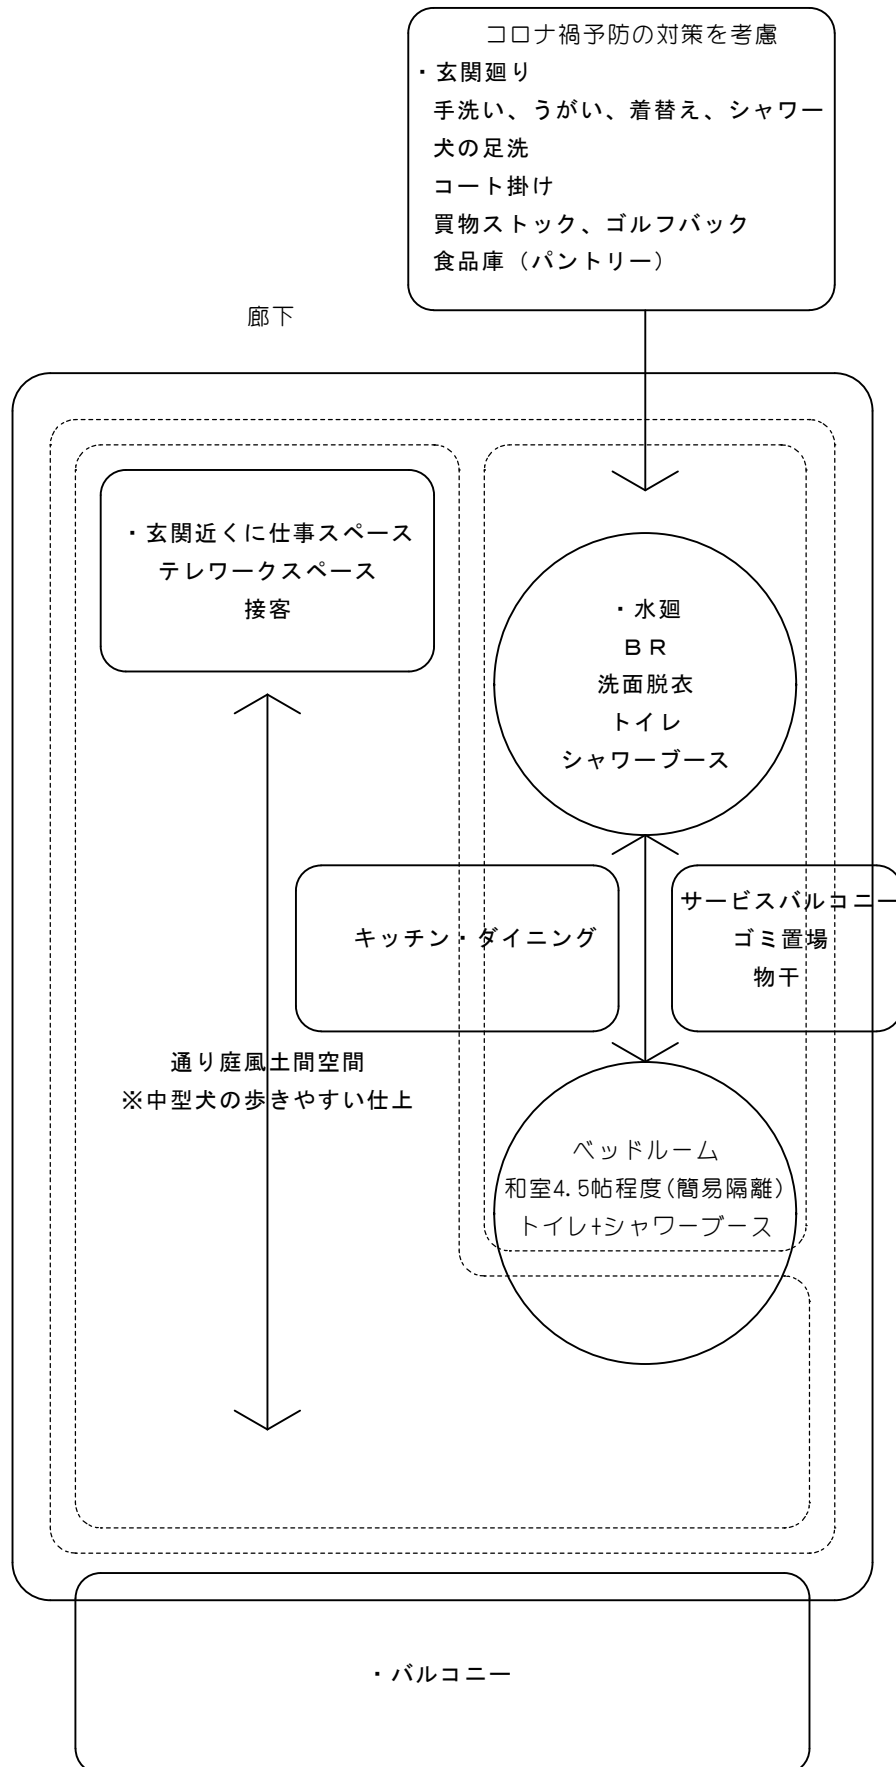 コロナ禍予防の対策を考慮
・玄関廻り
手洗い、うがい、着替え、シャワー
犬の足洗
コート掛け
買物ストック、ゴルフバック
食品庫（パントリー）
廊下
・玄関近くに仕事スペース
テレワークスペース
接客
・水廻
ＢＲ
洗面脱衣
トイレ
シャワーブース
キッチン・ダイニング
サービスバルコニー
ゴミ置場
物干
通り庭風土間空間
※中型犬の歩きやすい仕上
ベッドルーム
和室4.5帖程度(簡易隔離)
トイレ+シャワーブース
・バルコニー